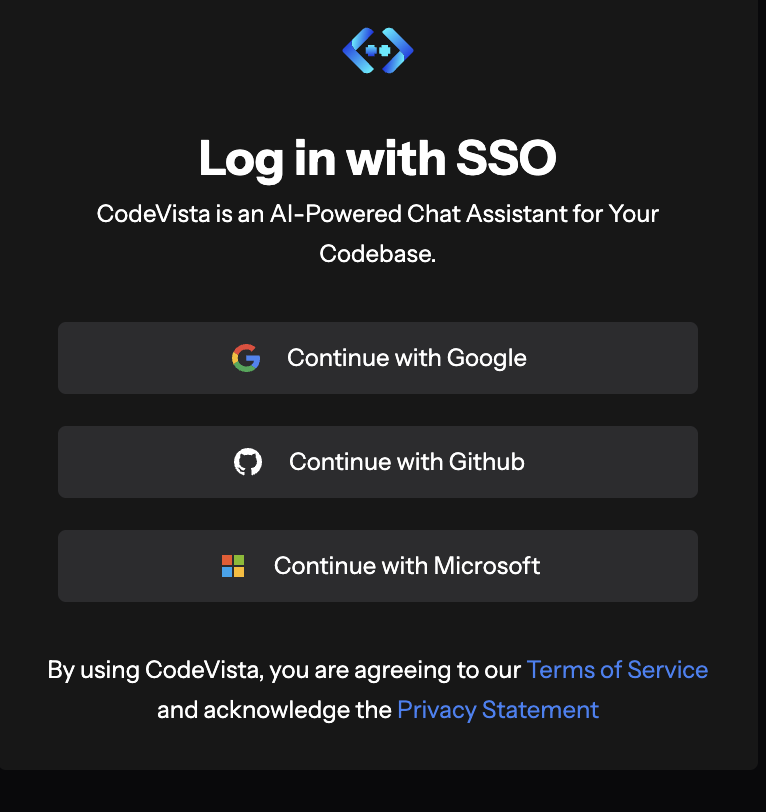 Log in with SSO
CodeVista is an AI-Powered Chat Assistant for Your
Codebase.
Continue with Google
Continue with Github
Continue with Microsoft
By using CodeVista, you are agreeing to our Terms of Service
and acknowledge the Privacy Statement